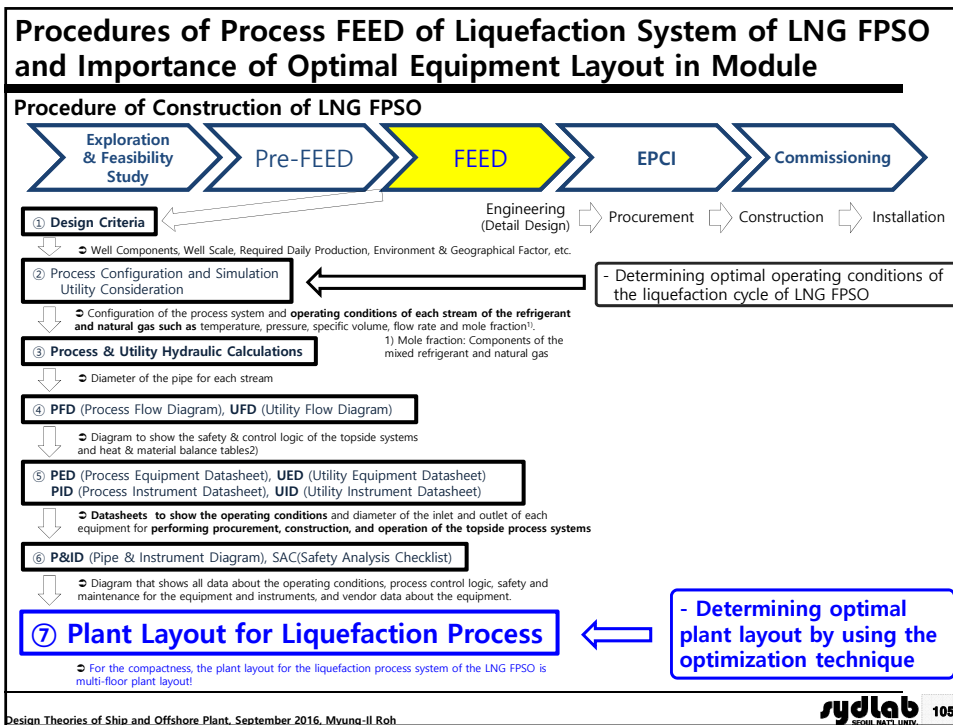 Procedures of Process FEED of Liquefaction System of LNG FPSO
and Importance of Optimal Equipment Layout in Module
Procedure of Construction of LNG FPSO
Exploration
& Feasibility
Study
Pre-FEED
FEED
EPCI
Commissioning
Engineering
(Detail Design)
Procurement
Construction
Installation
① Design Criteria
➲ Well Components, Well Scale, Required Daily Production, Environment & Geographical Factor, etc.
② Process Configuration and Simulation
Utility Consideration
- Determining optimal operating conditions of
the liquefaction cycle of LNG FPSO
➲ Configuration of the process system and operating conditions of each stream of the refrigerant
and natural gas such as temperature, pressure, specific volume, flow rate and mole fraction1).
1) Mole fraction: Components of the
mixed refrigerant and natural gas
③ Process & Utility Hydraulic Calculations
➲ Diameter of the pipe for each stream
④ PFD (Process Flow Diagram), UFD (Utility Flow Diagram)
➲ Diagram to show the safety & control logic of the topside systems
and heat & material balance tables2)
⑤ PED (Process Equipment Datasheet), UED (Utility Equipment Datasheet)
PID (Process Instrument Datasheet), UID (Utility Instrument Datasheet)
➲ Datasheets to show the operating conditions and diameter of the inlet and outlet of each
equipment for performing procurement, construction, and operation of the topside process systems
⑥ P&ID (Pipe & Instrument Diagram), SAC(Safety Analysis Checklist)
➲ Diagram that shows all data about the operating conditions, process control logic, safety and
maintenance for the equipment and instruments, and vendor data about the equipment.
⑦ Plant Layout for Liquefaction Process
- Determining optimal
plant layout by using the
optimization technique
➲ For the compactness, the plant layout for the liquefaction process system of the LNG FPSO is
multi-floor plant layout!
Design Theories of Ship and Offshore Plant, September 2016, Myung-Il Roh
sydlab
SEOUL NAT'L UNIV.
105